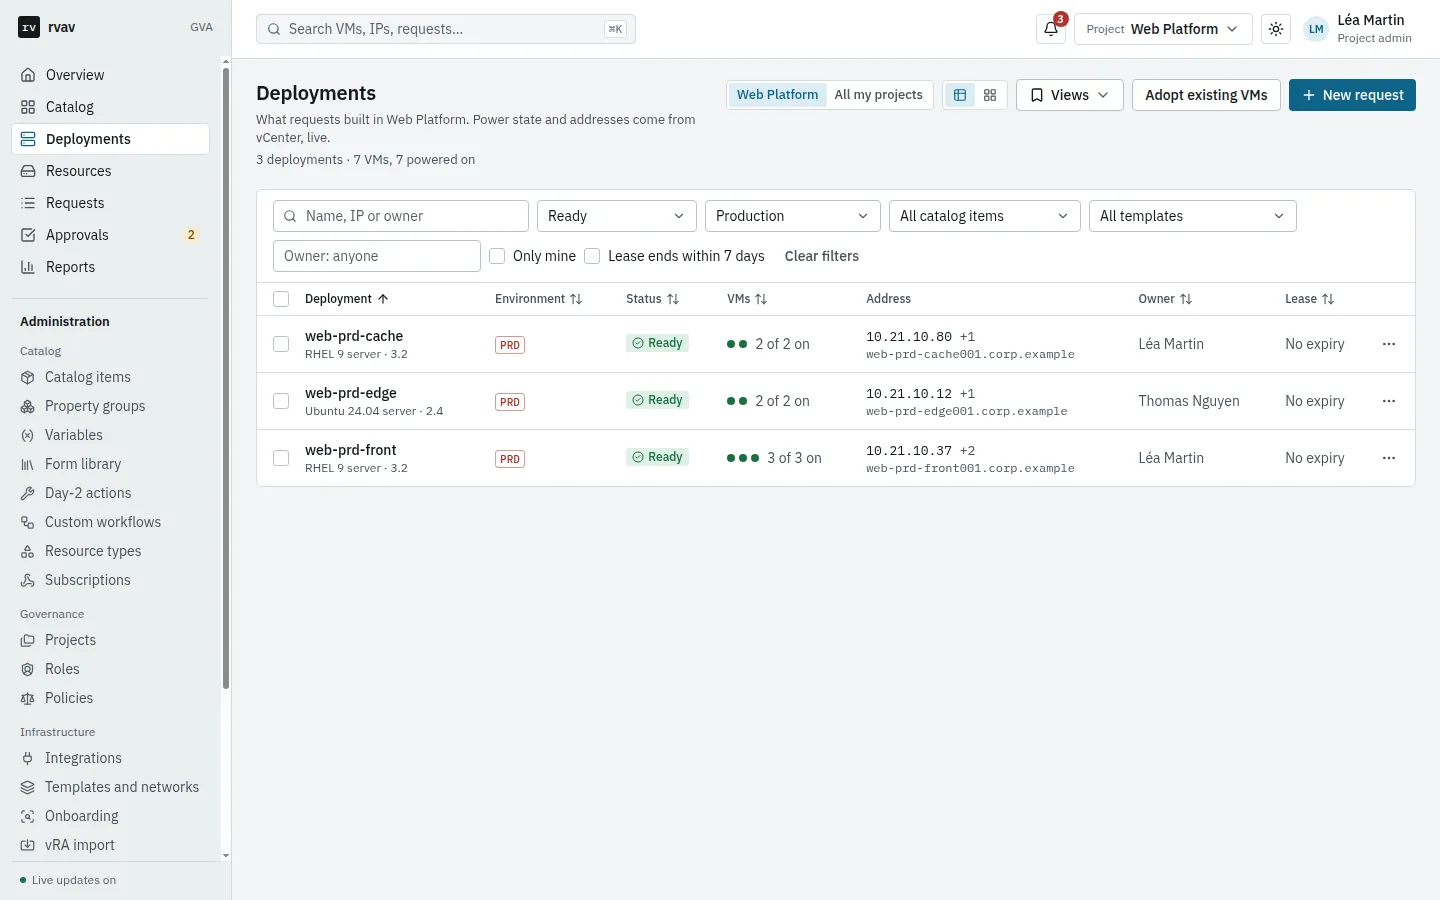 rv rvav GVA
Search VMs, IPs, requests... ⌘K
3
Project Web Platform
LM
Léa Martin
Project admin
Overview
Catalog
Deployments
Resources
Requests
Approvals 2
Reports
Administration
Catalog
Catalog items
Property groups
Variables
Form library
Day-2 actions
Custom workflows
Resource types
Subscriptions
Governance
Projects
Roles
Policies
Infrastructure
Integrations
Templates and networks
Onboarding
vRA import
Live updates on
Deployments
What requests built in Web Platform. Power state and addresses come from
vCenter, live.
3 deployments · 7 VMs, 7 powered on
Web Platform All my projects Views Adopt existing VMs + New request
Name, IP or owner Ready Production All catalog items All templates
Owner: anyone Only mine Lease ends within 7 days Clear filters
Deployment ↑ Environment ↑↓ Status ↑↓ VMs ↑↓ Address Owner ↑↓ Lease ↑↓
web-prd-cache
RHEL 9 server · 3.2
PRD Ready 2 of 2 on
10.21.10.80 +1
web-prd-cache001.corp.example
Léa Martin No expiry ···
web-prd-edge
Ubuntu 24.04 server · 2.4
PRD Ready 2 of 2 on
10.21.10.12 +1
web-prd-edge001.corp.example
Thomas Nguyen No expiry ···
web-prd-front
RHEL 9 server · 3.2
PRD Ready 3 of 3 on
10.21.10.37 +2
web-prd-front001.corp.example
Léa Martin No expiry ···